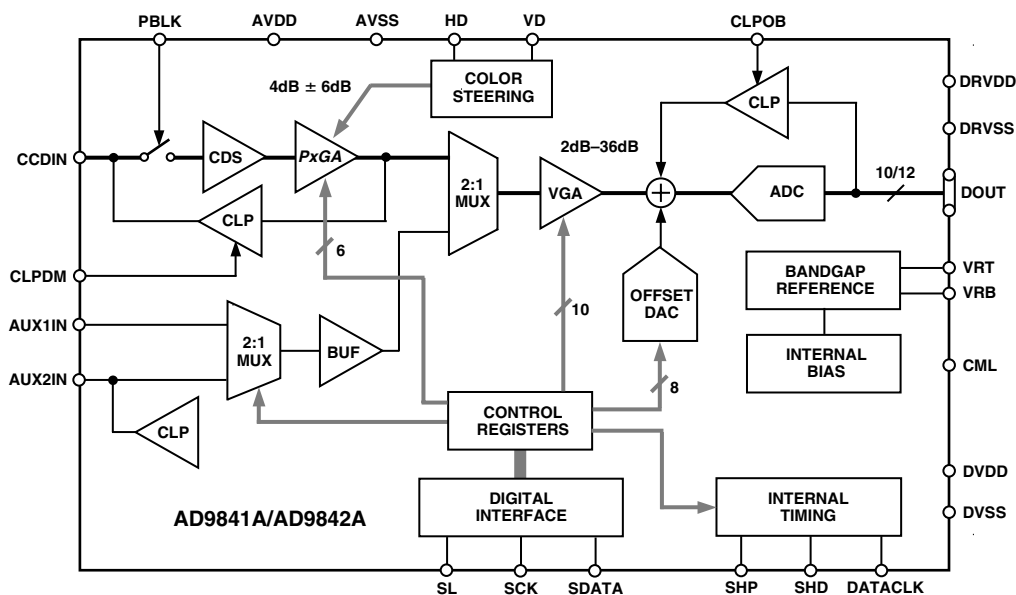 PBLK
AVDD
AVSS
HD
VD
CLPOB
4dB ± 6dB
COLOR
STEERING
CLP
DRVDD
DRVSS
CCDIN
CDS
PxGA
2:1
MUX
2dB–36dB
VGA
ADC
10/12
DOUT
CLP
6
CLPDM
BANDGAP
REFERENCE
VRT
VRB
OFFSET
DAC
10
AUX1IN
2:1
MUX
BUF
INTERNAL
BIAS
CML
AUX2IN
8
CLP
CONTROL
REGISTERS
DVDD
DIGITAL
INTERFACE
INTERNAL
TIMING
DVSS
AD9841A/AD9842A
SL
SCK
SDATA
SHP
SHD
DATACLK